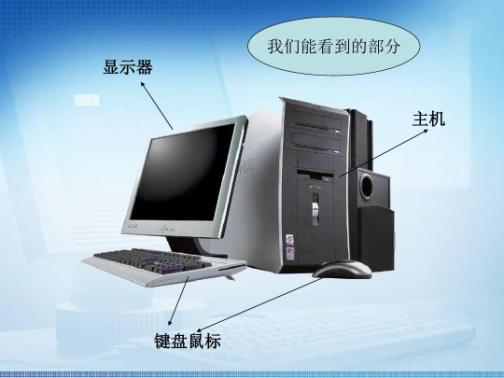 我们能看到的部分
显示器
主机
键盘鼠标